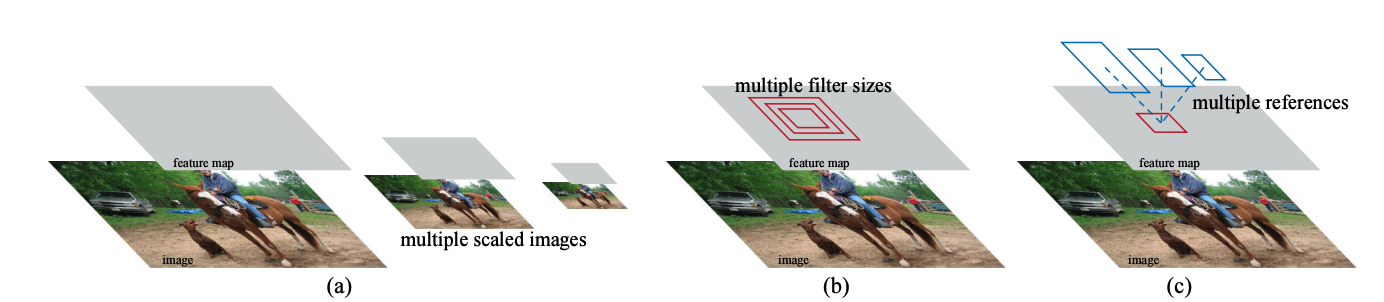 feature map
image
multiple scaled images
(a)
multiple filter sizes
feature map
image
(b)
multiple references
feature map
image
(c)